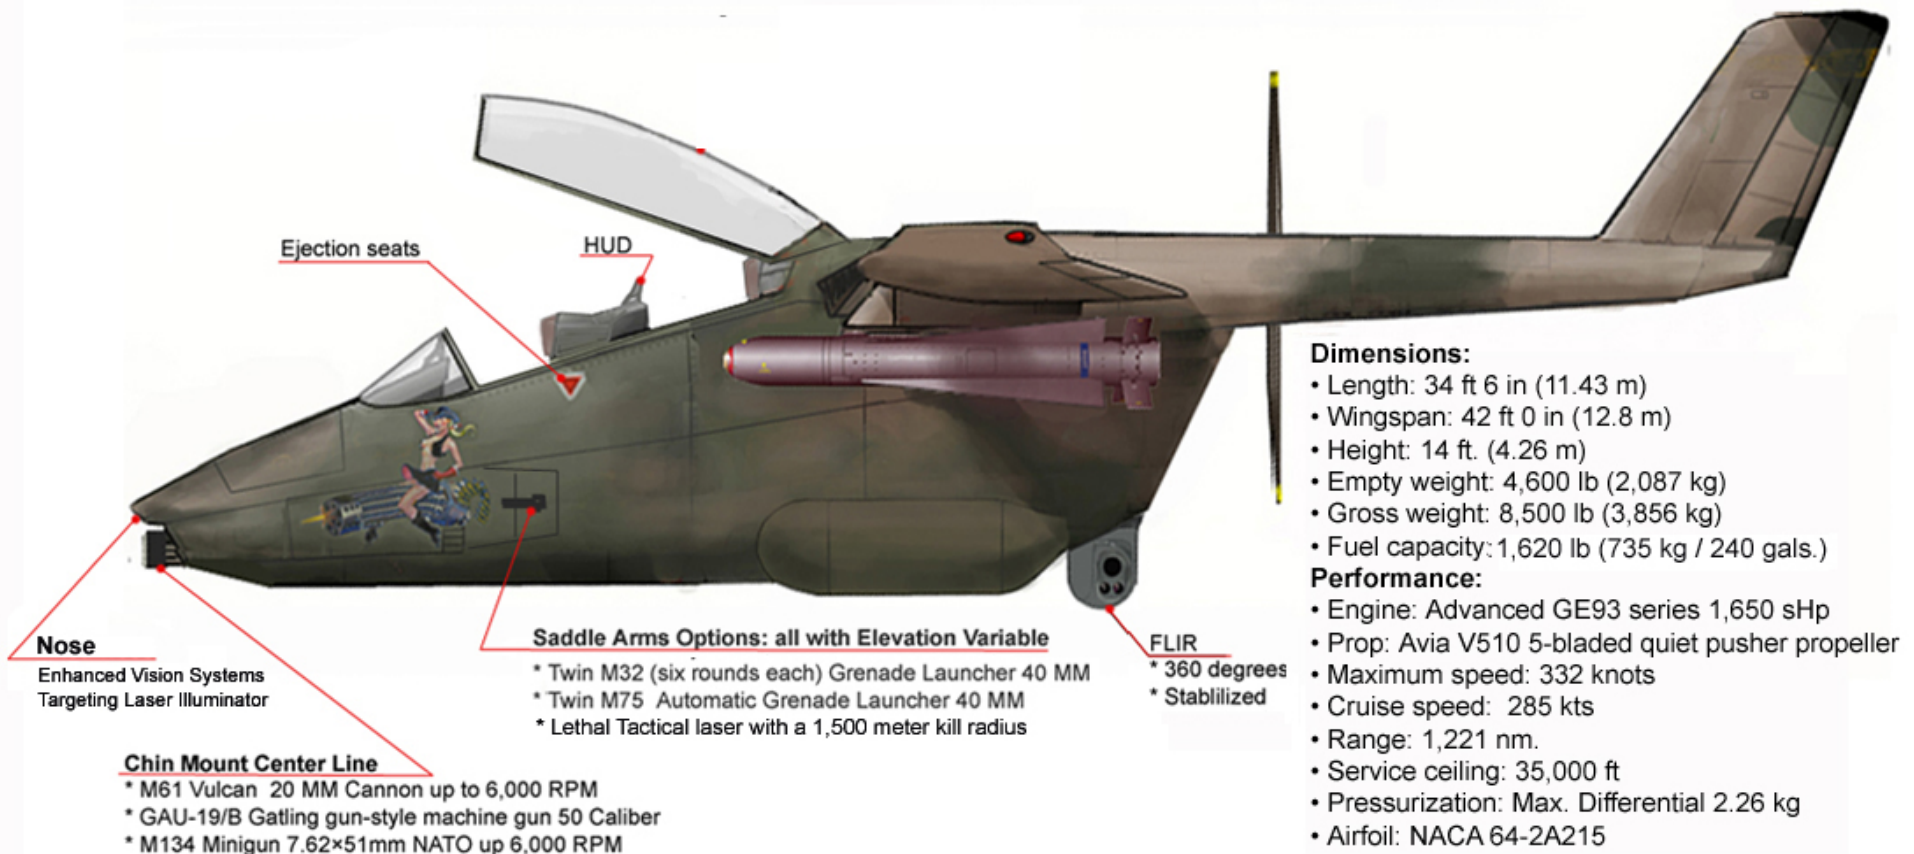 Ejection seats
HUD
Nose
Enhanced Vision Systems
Targeting Laser Illuminator
Chin Mount Center Line
* M61 Vulcan 20 MM Cannon up to 6,000 RPM
* GAU-19/B Gatling gun-style machine gun 50 Caliber
* M134 Minigun 7.62×51mm NATO up 6,000 RPM
Saddle Arms Options: all with Elevation Variable
* Twin M32 (six rounds each) Grenade Launcher 40 MM
* Twin M75 Automatic Grenade Launcher 40 MM
* Lethal Tactical laser with a 1,500 meter kill radius
FLIR
* 360 degrees
* Stablilized
Dimensions:
• Length: 34 ft 6 in (11.43 m)
• Wingspan: 42 ft 0 in (12.8 m)
• Height: 14 ft. (4.26 m)
• Empty weight: 4,600 lb (2,087 kg)
• Gross weight: 8,500 lb (3,856 kg)
• Fuel capacity: 1,620 lb (735 kg / 240 gals.)
Performance:
• Engine: Advanced GE93 series 1,650 sHp
• Prop: Avia V510 5-bladed quiet pusher propeller
• Maximum speed: 332 knots
• Cruise speed: 285 kts
• Range: 1,221 nm.
• Service ceiling: 35,000 ft
• Pressurization: Max. Differential 2.26 kg
• Airfoil: NACA 64-2A215